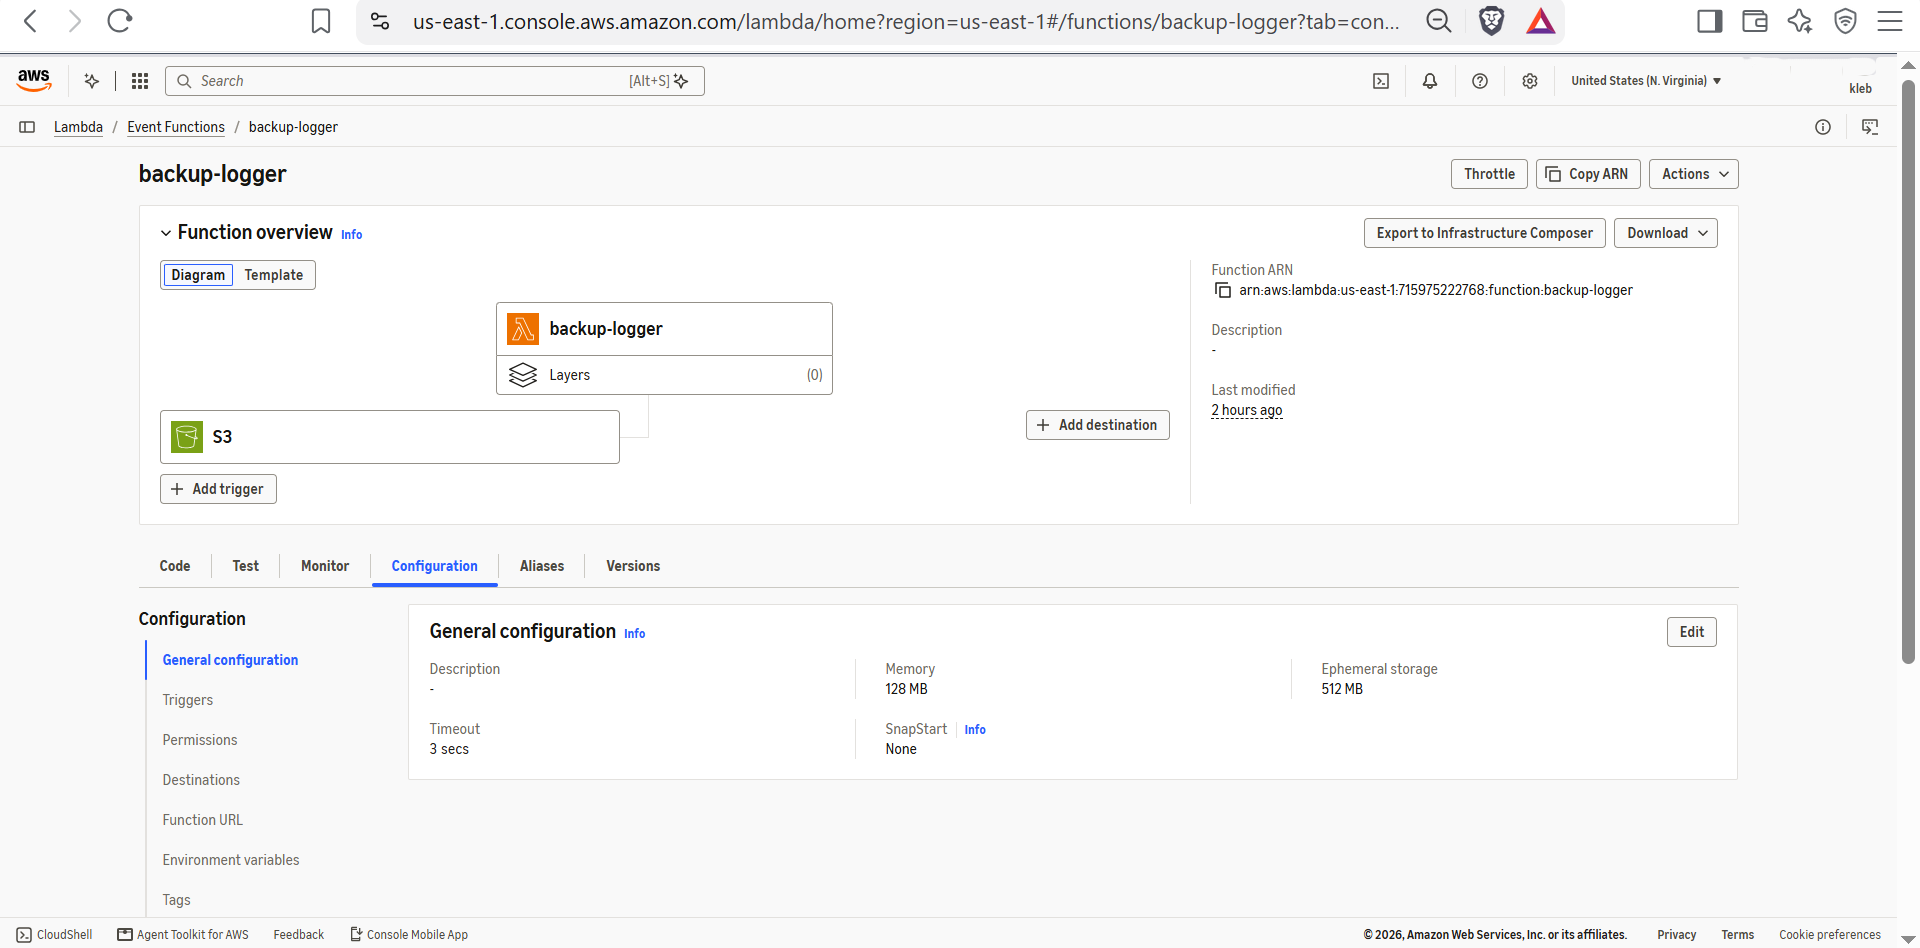 us-east-1.console.aws.amazon.com/lambda/home?region=us-east-1#/functions/backup-logger?tab=con...
aws
Search [Alt+S]
United States (N. Virginia)
kleb
Lambda / Event Functions / backup-logger
backup-logger
Throttle Copy ARN Actions
Function overview Info
Export to Infrastructure Composer Download
Diagram Template
backup-logger
Layers (0)
S3
Add trigger
Add destination
Function ARN
arn:aws:lambda:us-east-1:715975222768:function:backup-logger
Description
-
Last modified
2 hours ago
Code Test Monitor Configuration Aliases Versions
Configuration
General configuration
Triggers
Permissions
Destinations
Function URL
Environment variables
Tags
General configuration Info
Edit
Description
-
Memory
128 MB
Ephemeral storage
512 MB
Timeout
3 secs
SnapStart Info
None
CloudShell Agent Toolkit for AWS Feedback Console Mobile App
© 2026, Amazon Web Services, Inc. or its affiliates. Privacy Terms Cookie preferences